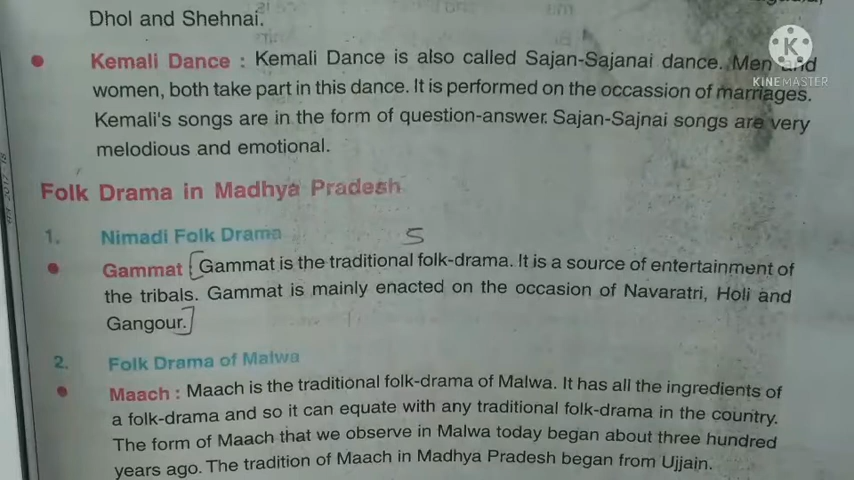 Dhol and Shehnai.
K
KINEMASTER
Kemali Dance : Kemali Dance is also called Sajan-Sajanai dance. Men and
women, both take part in this dance. It is performed on the occassion of marriages.
Kemali's songs are in the form of question-answer. Sajan-Sajnai songs are very
melodious and emotional.
Folk Drama in Madhya Pradesh
1. Nimadi Folk Drama
5
Gammat : Gammat is the traditional folk-drama. It is a source of entertainment of
the tribals. Gammat is mainly enacted on the occasion of Navaratri, Holi and
Gangour.
2. Folk Drama of Malwa
Maach : Maach is the traditional folk-drama of Malwa. It has all the ingredients of
a folk-drama and so it can equate with any traditional folk-drama in the country.
The form of Maach that we observe in Malwa today began about three hundred
years ago. The tradition of Maach in Madhya Pradesh began from Ujjain.